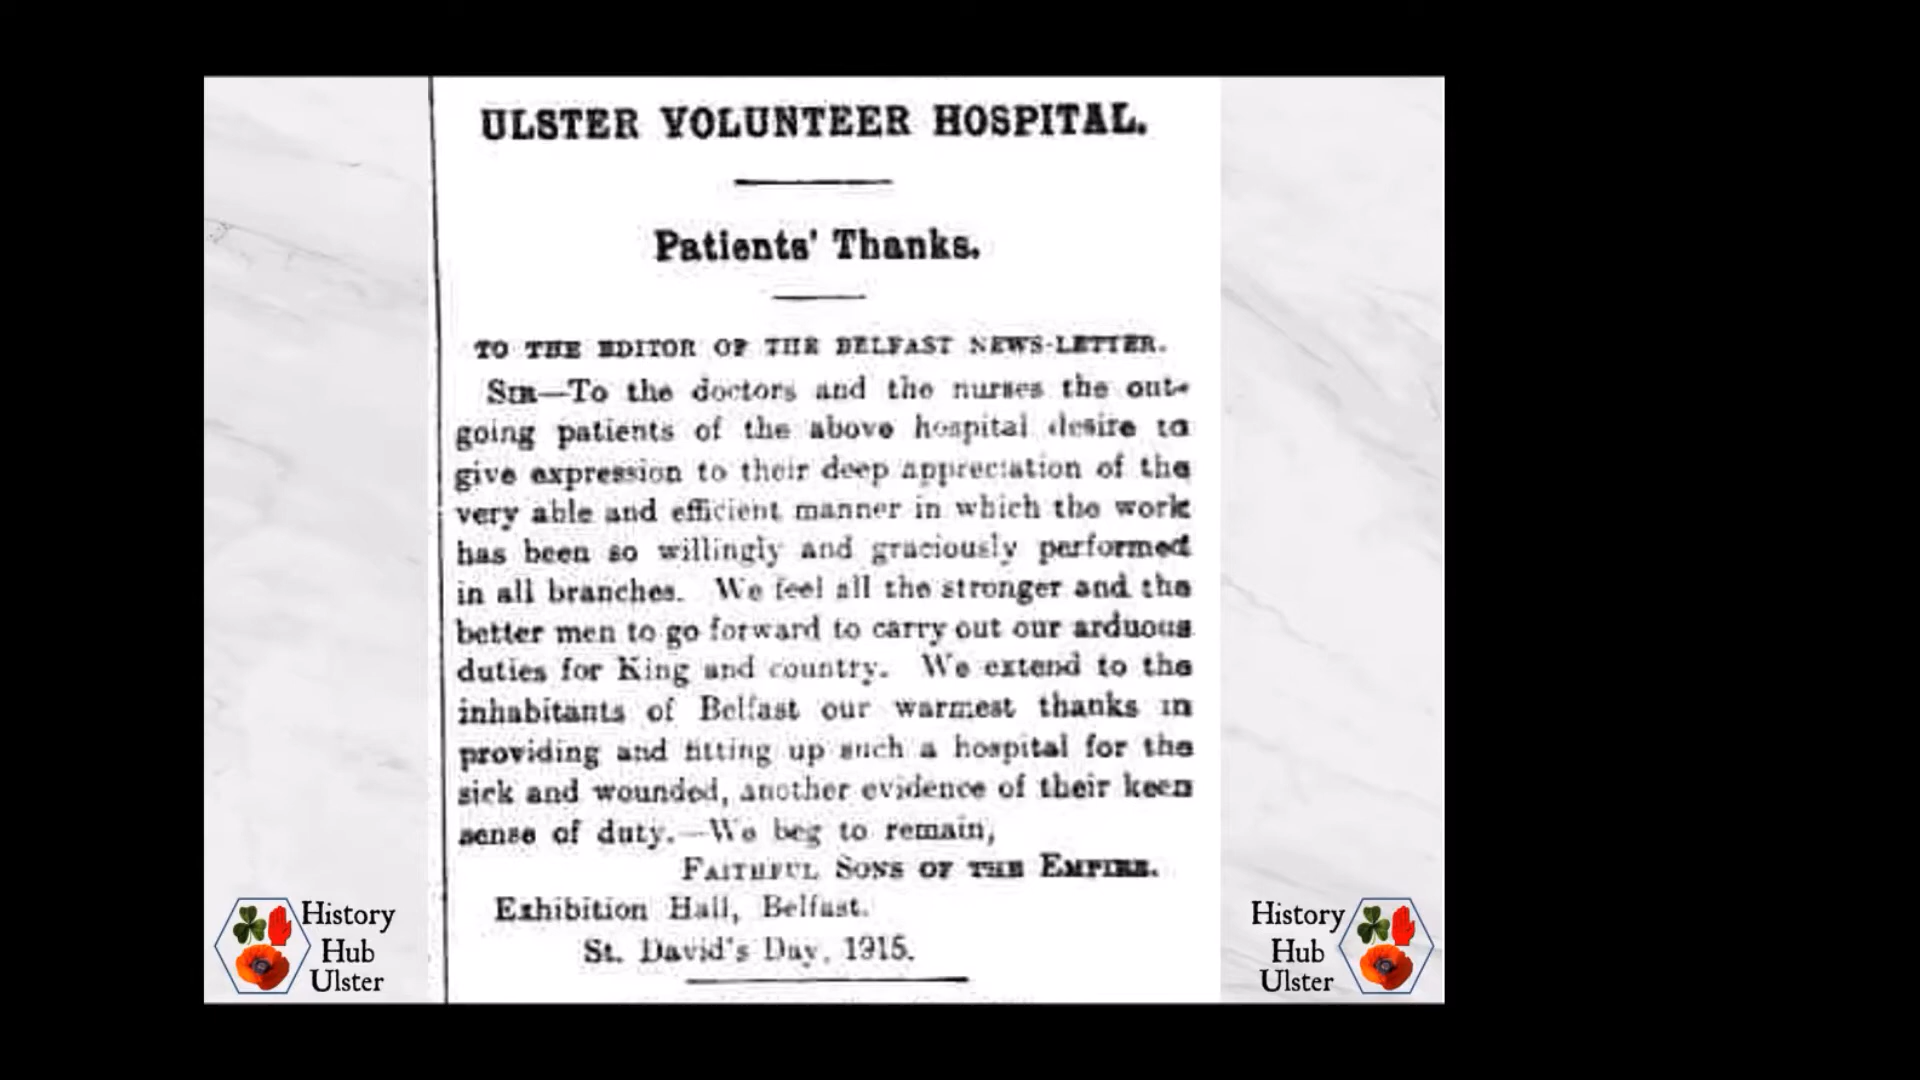 ULSTER VOLUNTEER HOSPITAL.
Patients' Thanks.
TO THE EDITOR OF THE BELFAST NEWS-LETTER.
SIR—To the doctors and the nurses the out-
going patients of the above hospital desire to
give expression to their deep appreciation of the
very able and efficient manner in which the work
has been so willingly and graciously performed
in all branches. We feel all the stronger and the
better men to go forward to carry out our arduous
duties for King and country. We extend to the
inhabitants of Belfast our warmest thanks in
providing and fitting up such a hospital for the
sick and wounded, another evidence of their keen
sense of duty.—We beg to remain,
FAITHFUL SONS OF THE EMPIRE.
Exhibition Hall, Belfast.
St. David's Day, 1915.
History
Hub
Ulster
History
Hub
Ulster